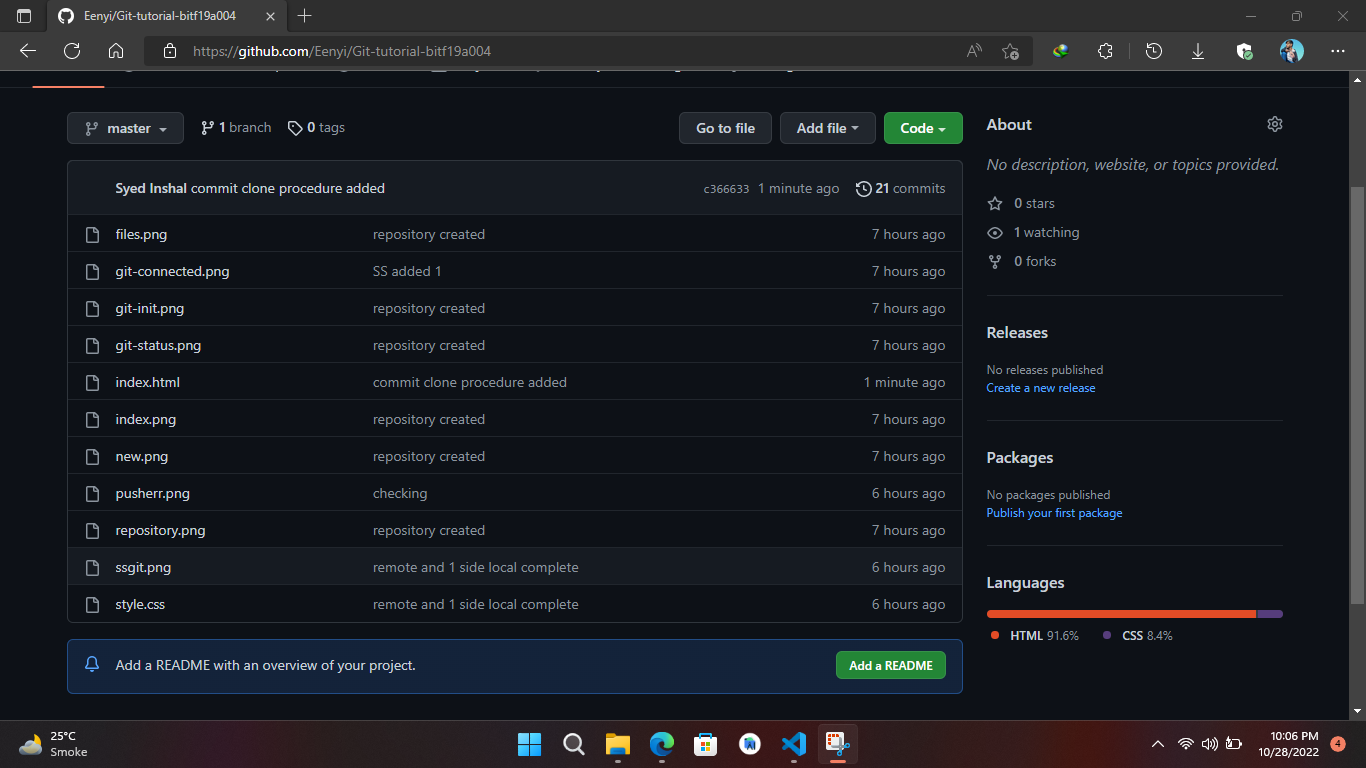 Eenyi/Git-tutorial-bitf19a004
https://github.com/Eenyi/Git-tutorial-bitf19a004
master 1 branch 0 tags Go to file Add file Code
Syed Inshal commit clone procedure added c366633 1 minute ago 21 commits
files.png repository created 7 hours ago
git-connected.png SS added 1 7 hours ago
git-init.png repository created 7 hours ago
git-status.png repository created 7 hours ago
index.html commit clone procedure added 1 minute ago
index.png repository created 7 hours ago
new.png repository created 7 hours ago
pusherr.png checking 6 hours ago
repository.png repository created 7 hours ago
ssgit.png remote and 1 side local complete 6 hours ago
style.css remote and 1 side local complete 6 hours ago
Add a README with an overview of your project. Add a README
About
No description, website, or topics provided.
0 stars
1 watching
0 forks
Releases
No releases published
Create a new release
Packages
No packages published
Publish your first package
Languages
HTML 91.6% CSS 8.4%
25°C
Smoke
10:06 PM
10/28/2022
4